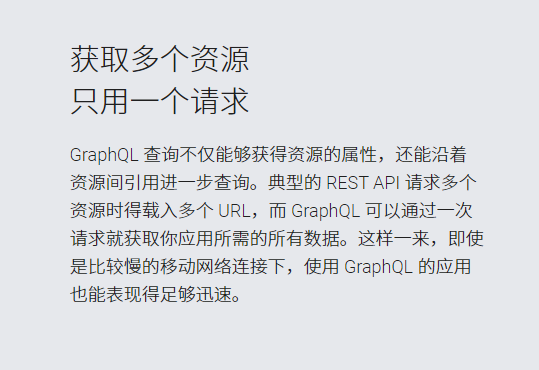 获取多个资源
只用一个请求
GraphQL 查询不仅能够获得资源的属性，还能沿着
资源间引用进一步查询。典型的 REST API 请求多个
资源时得载入多个 URL，而 GraphQL 可以通过一次
请求就获取你应用所需的所有数据。这样一来，即使
是比较慢的移动网络连接下，使用 GraphQL 的应用
也能表现得足够迅速。